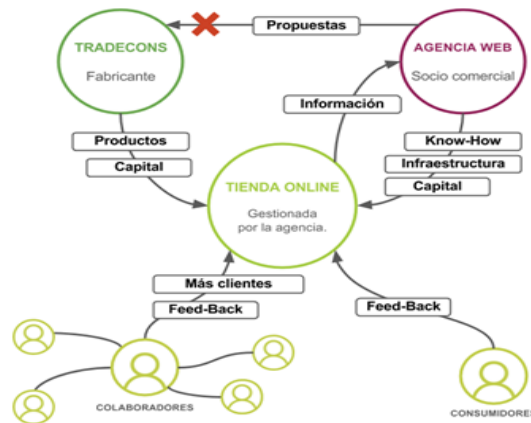 Propuestas
TRADECONS
Fabricante
AGENCIA WEB
Socio comercial
Información
Productos
Capital
Know-How
Infraestructura
Capital
TIENDA ONLINE
Gestionada
por la agencia.
Más clientes
Feed-Back
Feed-Back
COLABORADORES
CONSUMIDORE